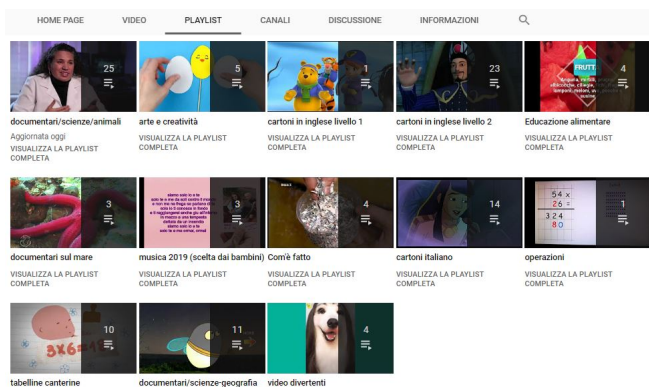 HOME PAGE VIDEO PLAYLIST CANALI DISCUSSIONE INFORMAZIONI
25 5 1 23 4
FRUTT
documentari/scienze/animali arte e creatività cartoni in inglese livello 1 cartoni in inglese livello 2 Educazione alimentare
Aggiornata oggi
VISUALIZZA LA PLAYLIST COMPLETA
VISUALIZZA LA PLAYLIST COMPLETA
VISUALIZZA LA PLAYLIST COMPLETA
VISUALIZZA LA PLAYLIST COMPLETA
VISUALIZZA LA PLAYLIST COMPLETA
3 3 4 14 1
siamo solo io e te
54 x
26 =
324
80
documentari sul mare musica 2019 (scelta dai bambini) Com'è fatto cartoni italiano operazioni
VISUALIZZA LA PLAYLIST COMPLETA
VISUALIZZA LA PLAYLIST COMPLETA
VISUALIZZA LA PLAYLIST COMPLETA
VISUALIZZA LA PLAYLIST COMPLETA
VISUALIZZA LA PLAYLIST COMPLETA
10 11 4
3x6=
tabelline canterine documentari/scienze-geografia video divertenti